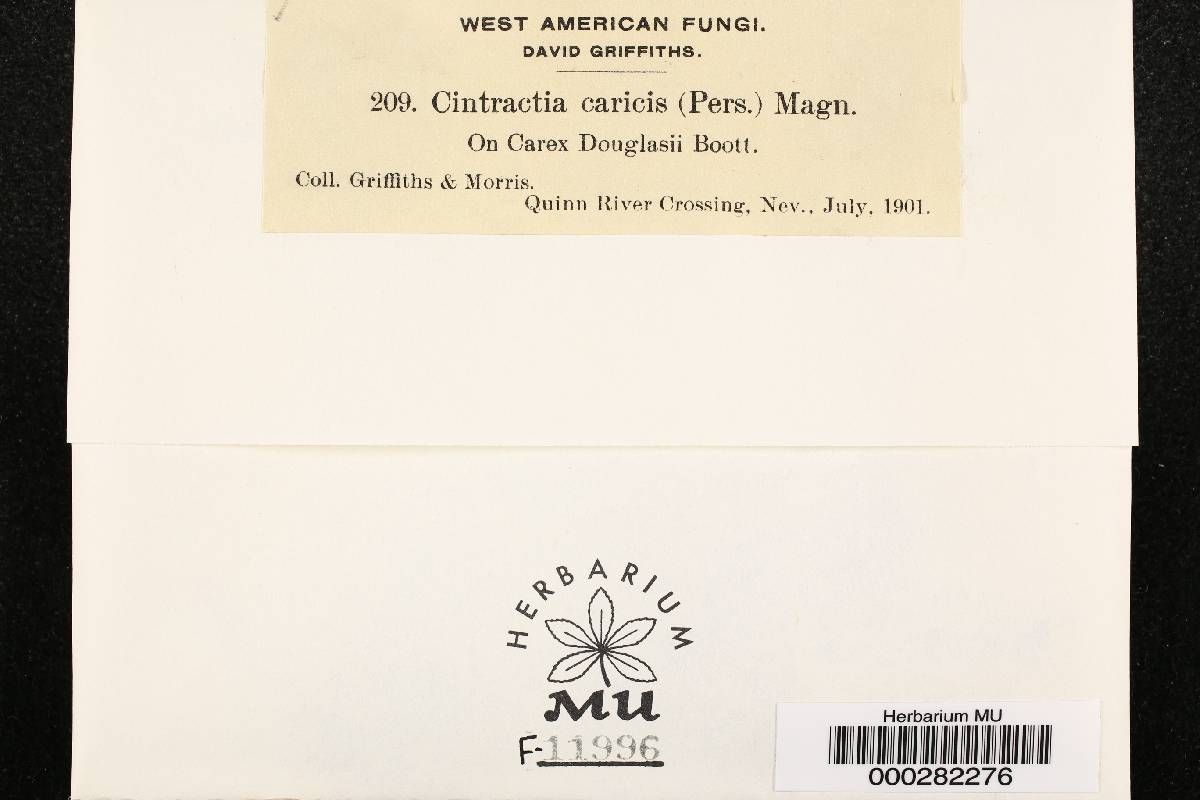 WEST AMERICAN FUNGI.
DAVID GRIFFITHS.
209. Cintractia caricis (Pers.) Magn.
On Carex Douglasii Boott.
Coll. Griffiths & Morris.
Quinn River Crossing, Nev., July, 1901.
HERBARIUM
MU
F-11996
Herbarium MU
000282276